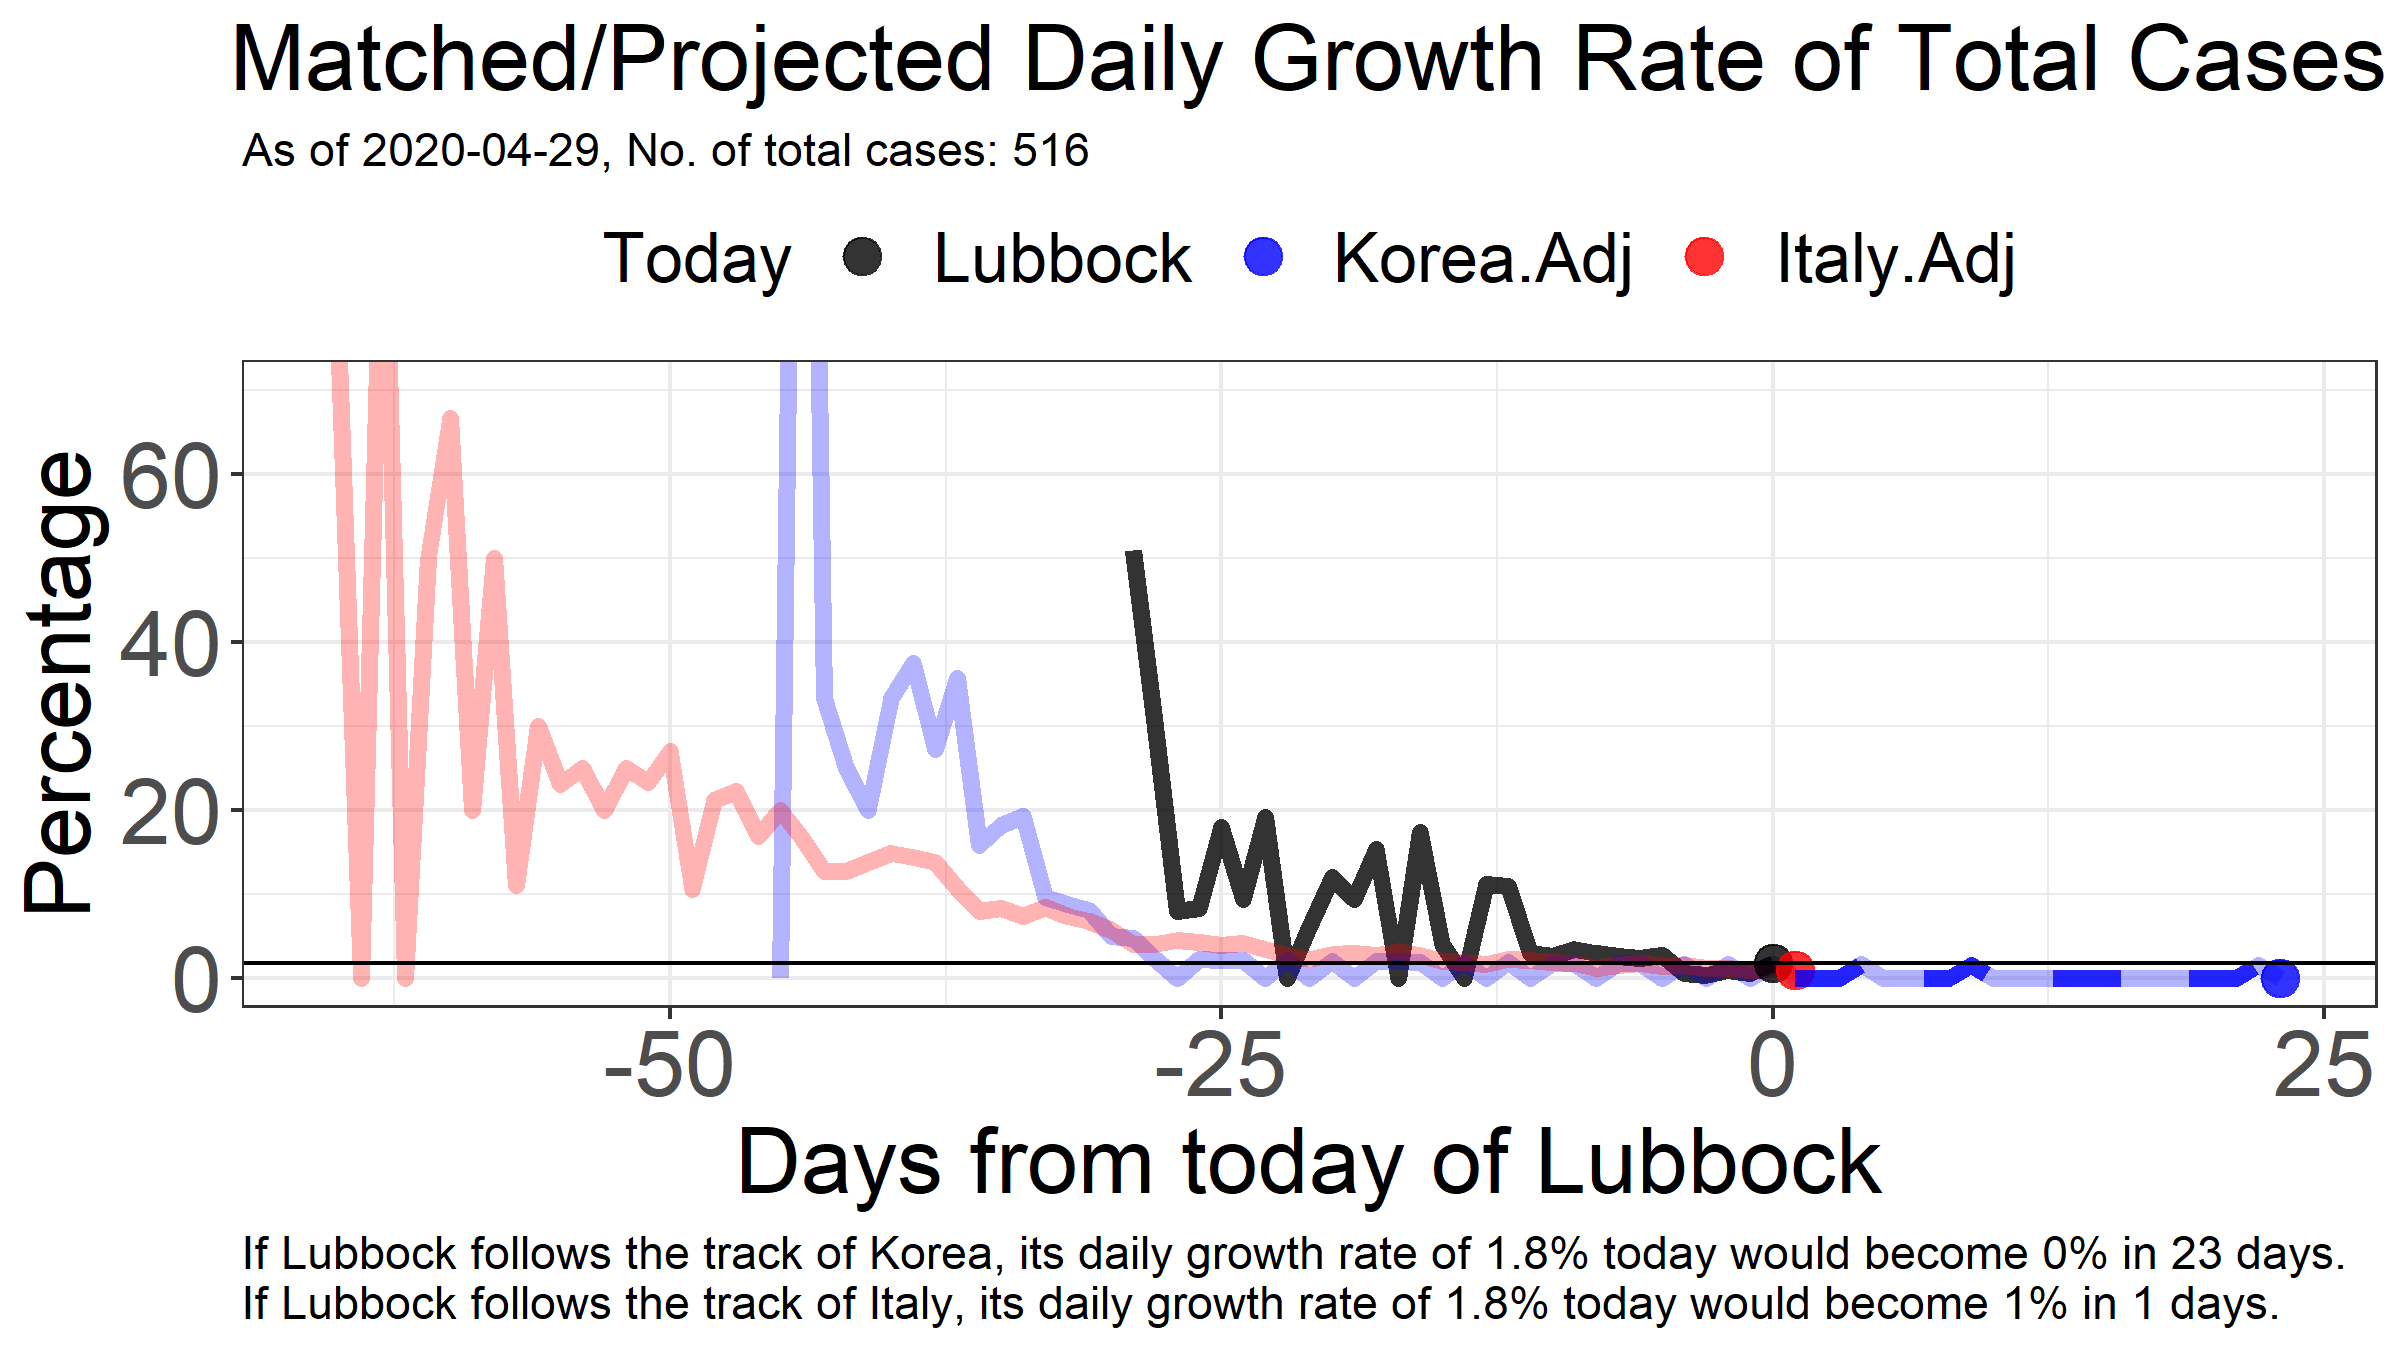 Matched/Projected Daily Growth Rate of Total Cases
As of 2020-04-29, No. of total cases: 516
Today Lubbock Korea.Adj Italy.Adj
Percentage
60
40
20
0
-50 -25 0 25
Days from today of Lubbock
If Lubbock follows the track of Korea, its daily growth rate of 1.8% today would become 0% in 23 days.
If Lubbock follows the track of Italy, its daily growth rate of 1.8% today would become 1% in 1 days.